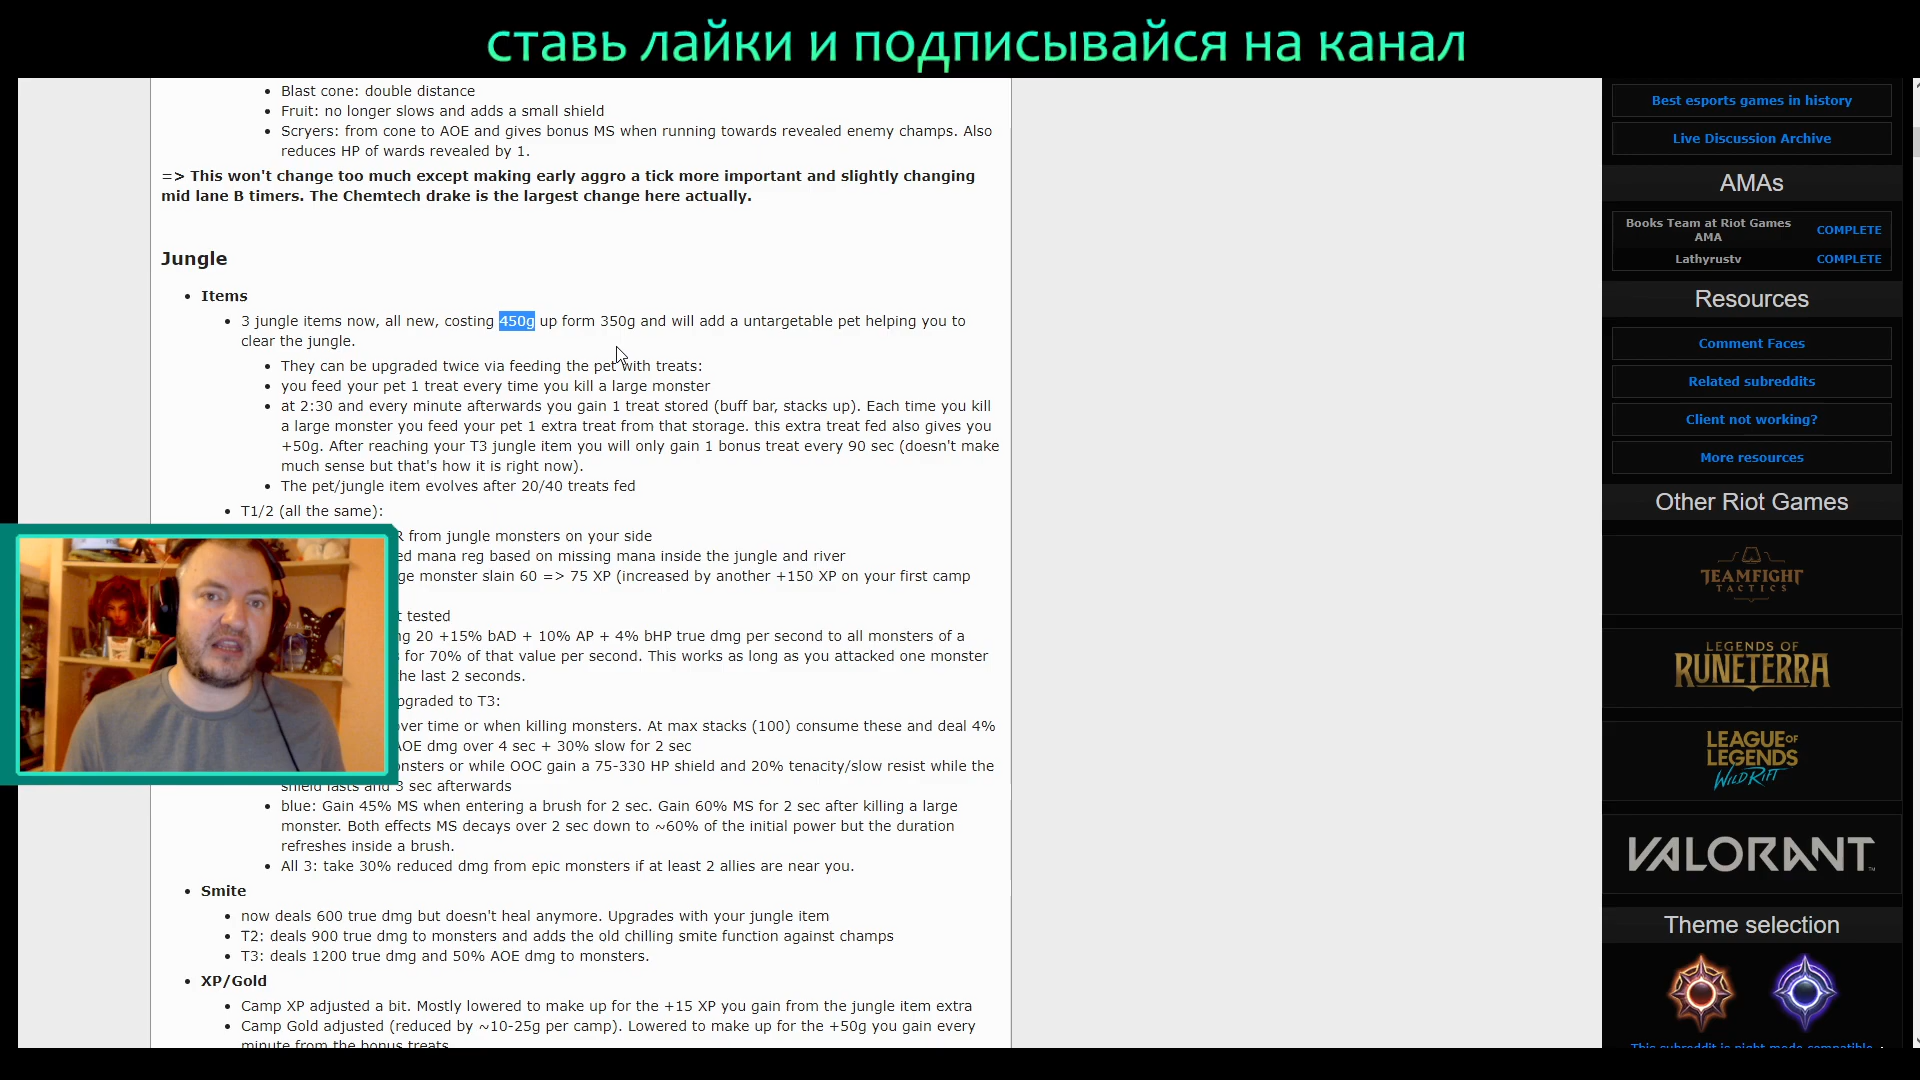 ставь лайки и подписывайся на канал
Blast cone: double distance
Fruit: no longer slows and adds a small shield
Scryers: from cone to AOE and gives bonus MS when running towards revealed enemy champs. Also
reduces HP of wards revealed by 1.
=> This won't change too much except making early aggro a tick more important and slightly changing
mid lane B timers. The Chemtech drake is the largest change here actually.
Jungle
Items
3 jungle items now, all new, costing 450g up form 350g and will add a untargetable pet helping you to
clear the jungle.
They can be upgraded twice via feeding the pet with treats:
you feed your pet 1 treat every time you kill a large monster
at 2:30 and every minute afterwards you gain 1 treat stored (buff bar, stacks up). Each time you kill
a large monster you feed your pet 1 extra treat from that storage. this extra treat fed also gives you
+50g. After reaching your T3 jungle item you will only gain 1 bonus treat every 90 sec (doesn't make
much sense but that's how it is right now).
The pet/jungle item evolves after 20/40 treats fed
T1/2 (all the same):
R from jungle monsters on your side
ed mana reg based on missing mana inside the jungle and river
ge monster slain 60 => 75 XP (increased by another +150 XP on your first camp
t tested
ng 20 +15% bAD + 10% AP + 4% bHP true dmg per second to all monsters of a
s for 70% of that value per second. This works as long as you attacked one monster
he last 2 seconds.
pgraded to T3:
over time or when killing monsters. At max stacks (100) consume these and deal 4%
AOE dmg over 4 sec + 30% slow for 2 sec
onsters or while OOC gain a 75-330 HP shield and 20% tenacity/slow resist while the
shield lasts and 3 sec afterwards
blue: Gain 45% MS when entering a brush for 2 sec. Gain 60% MS for 2 sec after killing a large
monster. Both effects MS decays over 2 sec down to ~60% of the initial power but the duration
refreshes inside a brush.
All 3: take 30% reduced dmg from epic monsters if at least 2 allies are near you.
Smite
now deals 600 true dmg but doesn't heal anymore. Upgrades with your jungle item
T2: deals 900 true dmg to monsters and adds the old chilling smite function against champs
T3: deals 1200 true dmg and 50% AOE dmg to monsters.
XP/Gold
Camp XP adjusted a bit. Mostly lowered to make up for the +15 XP you gain from the jungle item extra
Camp Gold adjusted (reduced by ~10-25g per camp). Lowered to make up for the +50g you gain every
minute from the bonus treats
Best esports games in history
Live Discussion Archive
AMAs
Books Team at Riot Games
AMA
COMPLETE
Lathyrustv COMPLETE
Resources
Comment Faces
Related subreddits
Client not working?
More resources
Other Riot Games
TEAMFIGHT
TACTICS
LEGENDS OF
RUNETERRA
LEAGUE OF
LEGENDS
WILD RIFT
VALORANT
Theme selection
This subreddit is night mode compatible